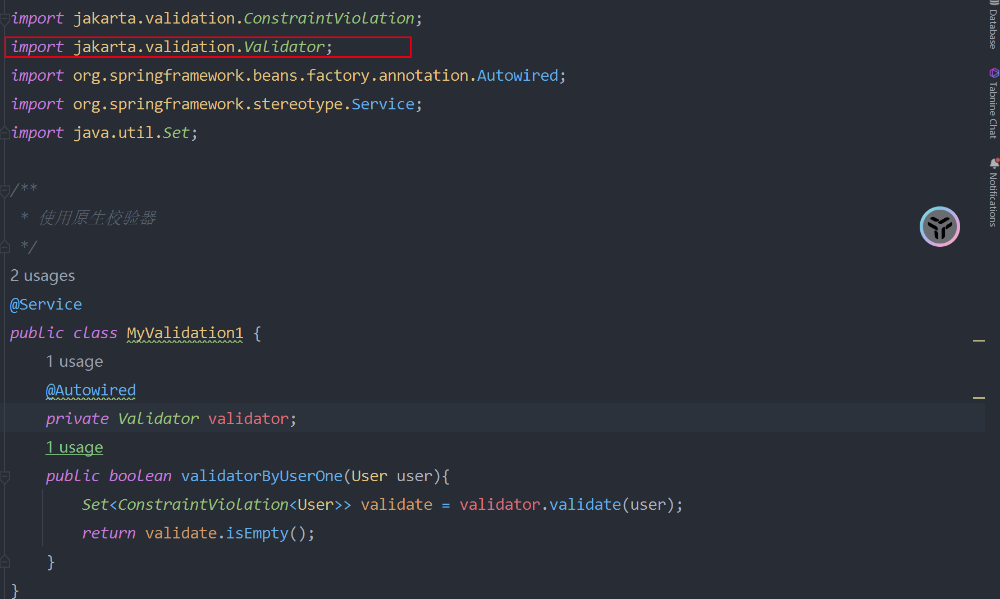 import jakarta.validation.ConstraintViolation;
import jakarta.validation.Validator;
import org.springframework.beans.factory.annotation.Autowired;
import org.springframework.stereotype.Service;
import java.util.Set;
/**
 * 使用原生校验器
 */
2 usages
@Service
public class MyValidation1 {
    1 usage
    @Autowired
    private Validator validator;
    1 usage
    public boolean validatorByUserOne(User user){
        Set<ConstraintViolation<User>> validate = validator.validate(user);
        return validate.isEmpty();
    }
}
Database
Tabnine Chat
Notifications